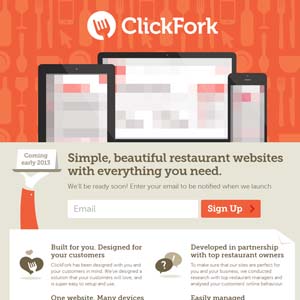 ClickFork
Coming
early 2013
Simple, beautiful restaurant websites
with everything you need.
We'll be ready soon! Enter your email to be notified when we launch
Email
Sign Up >
Built for you. Designed for
your customers
ClickFork has been designed with you and
your customers in mind. We've designed a
solution that your customers will love, and
is super easy to setup and use.
Developed in partnership
with top restaurant owners
To make sure that your sites are perfect for
you and your business, we conducted
research with top restaurant managers and
analysed your customers' online behaviour.
One website. Many devices
Easily managed